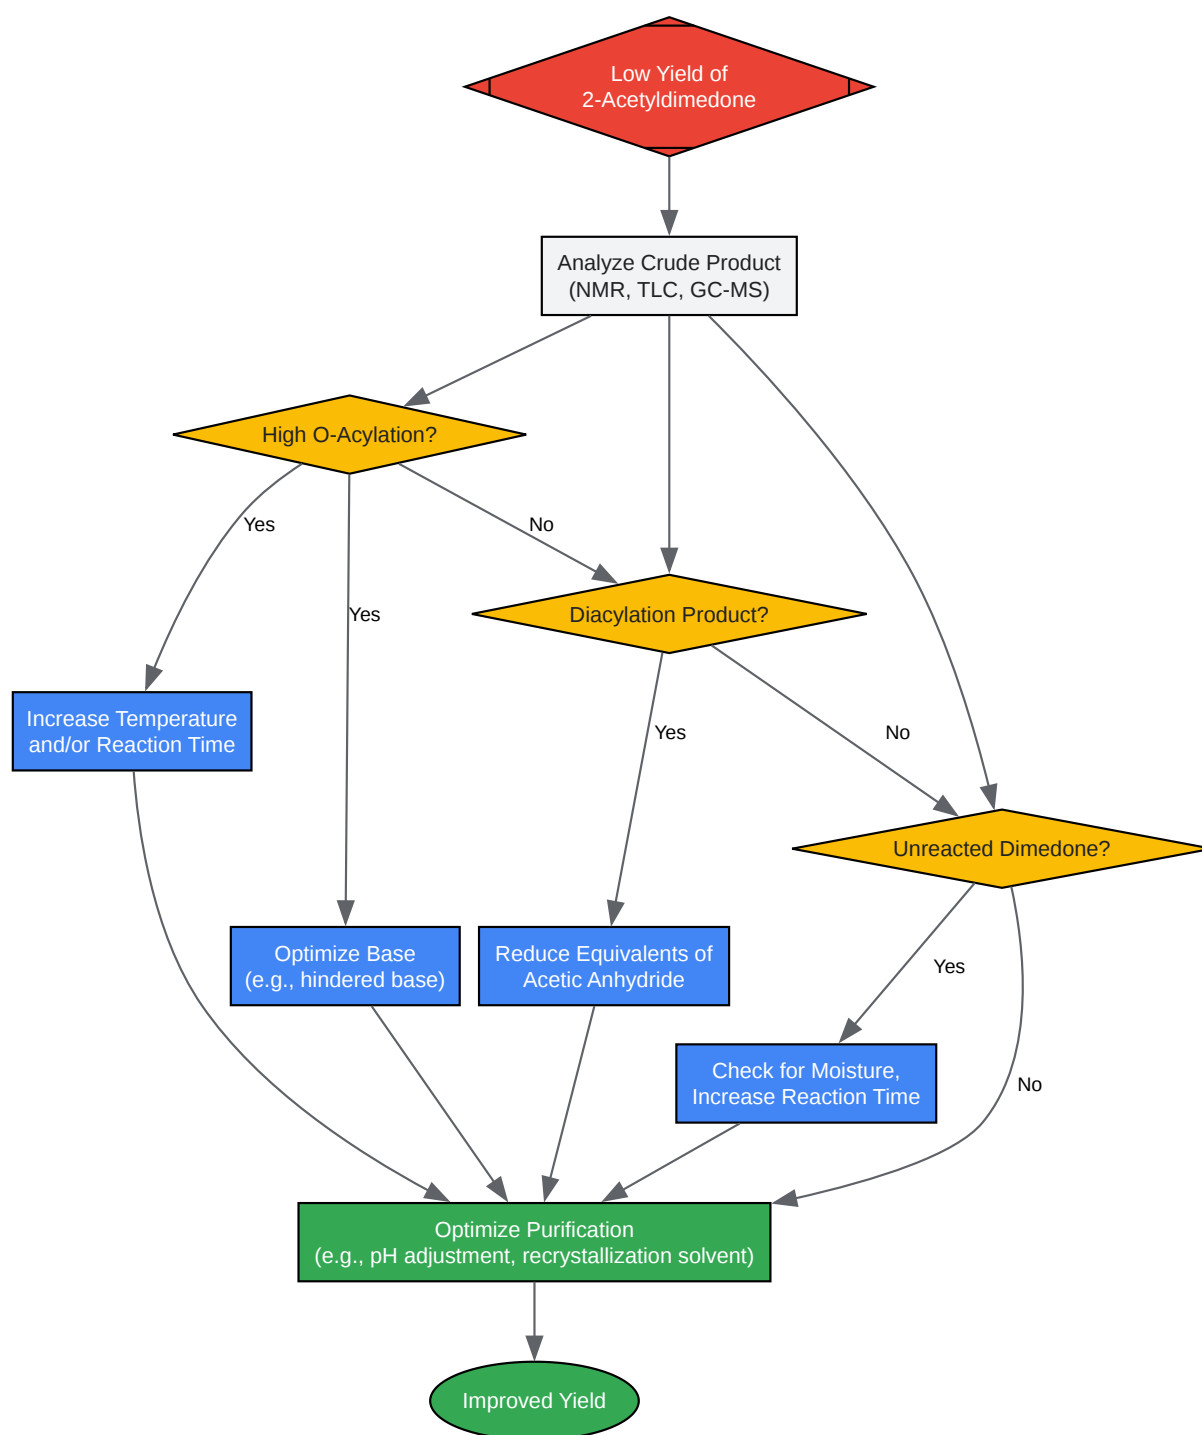 Low Yield of
2-Acetyldimedone
Analyze Crude Product
(NMR, TLC, GC-MS)
High O-Acylation?
Yes
No
Yes
Diacylation Product?
Increase Temperature
and/or Reaction Time
Yes
No
Unreacted Dimedone?
Optimize Base
(e.g., hindered base)
Reduce Equivalents of
Acetic Anhydride
Yes
Check for Moisture,
Increase Reaction Time
No
Optimize Purification
(e.g., pH adjustment, recrystallization solvent)
Improved Yield